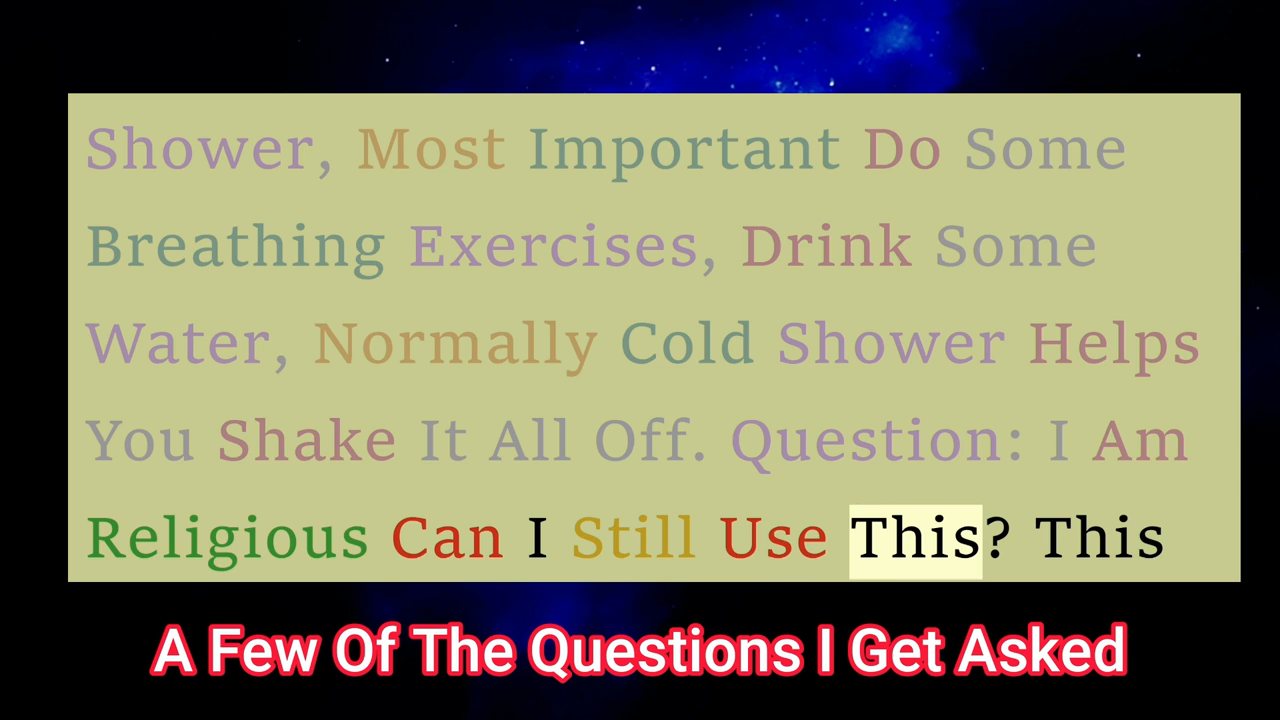 Shower, Most Important Do Some
Breathing Exercises, Drink Some
Water, Normally Cold Shower Helps
You Shake It All Off. Question: I Am
Religious Can I Still Use This? This
A Few Of The Questions I Get Asked